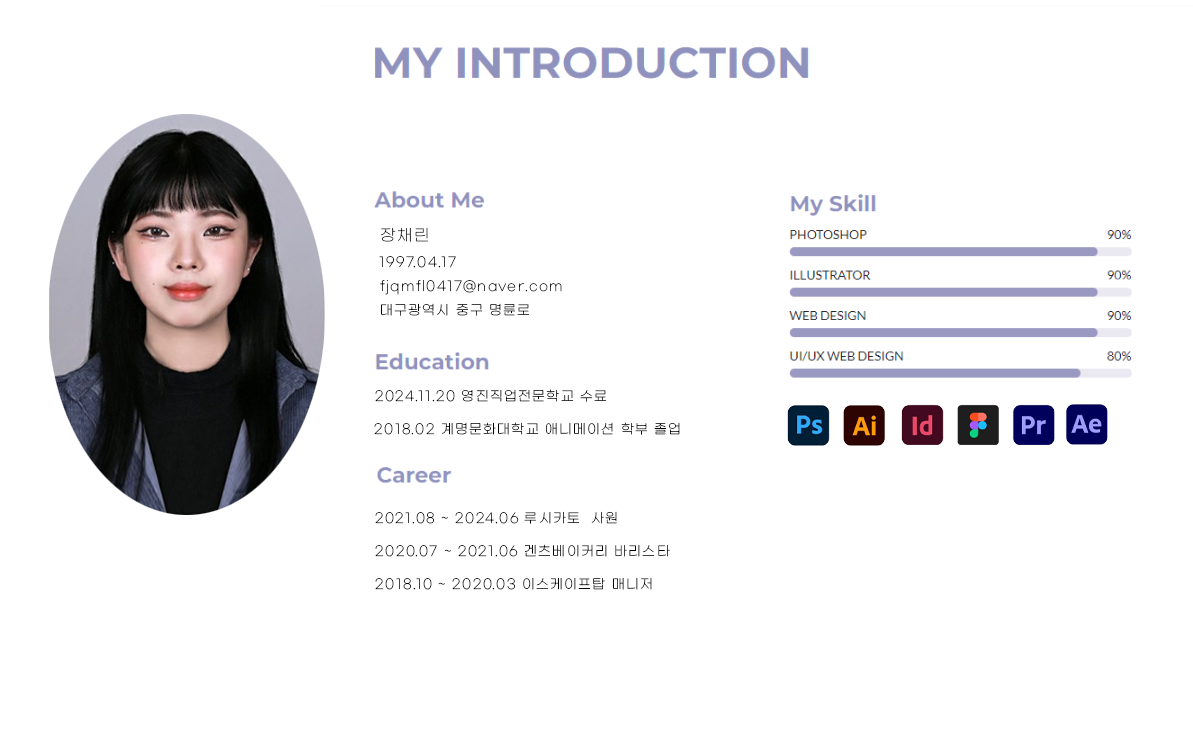 MY INTRODUCTION
About Me
장채린
1997.04.17
fjqmfl0417@naver.com
대구광역시 중구 명륜로
Education
2024.11.20 영진직업전문학교 수료
2018.02 계명문화대학교 애니메이션 학부 졸업
Career
2021.08 ~ 2024.06 루시카토 사원
2020.07 ~ 2021.06 겐츠베이커리 바리스타
2018.10 ~ 2020.03 이스케이프탑 매니저
My Skill
PHOTOSHOP 90%
ILLUSTRATOR 90%
WEB DESIGN 90%
UI/UX WEB DESIGN 80%
Ps Ai Id Pr Ae